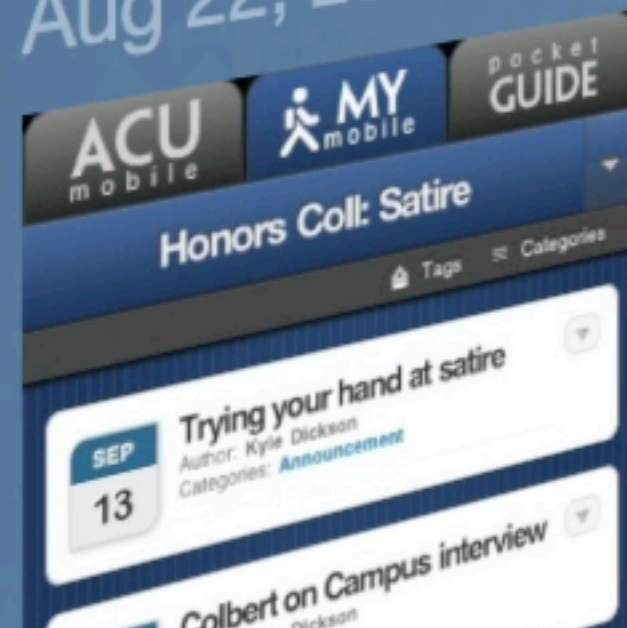 Aug 22,
ACU
mobile
MY
mobile
pocket
GUIDE
Honors Coll: Satire
Tags
Categories
Trying your hand at satire
SEP
13
Author: Kyle Dickson
Categories: Announcement
Colbert on Campus interview
Dickson